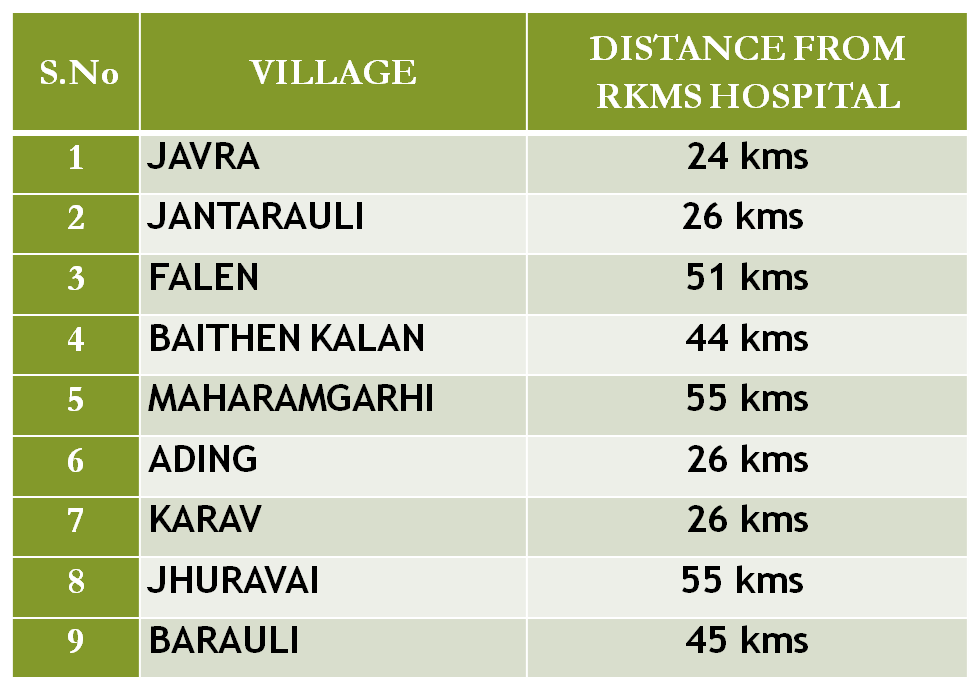 S.No VILLAGE DISTANCE FROM
RKMS HOSPITAL
1 JAVRA 24 kms
2 JANTARAULI 26 kms
3 FALEN 51 kms
4 BAITHEN KALAN 44 kms
5 MAHARAMGARHI 55 kms
6 ADING 26 kms
7 KARAV 26 kms
8 JHURAVAI 55 kms
9 BARAULI 45 kms